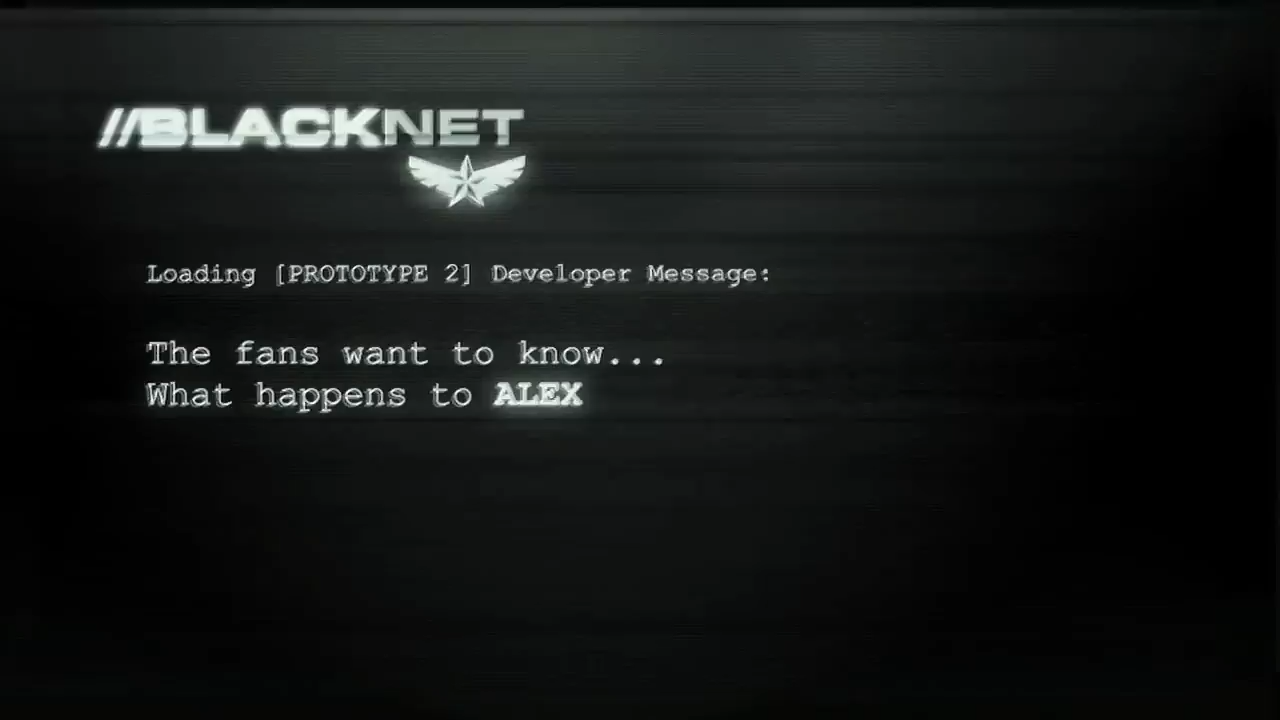 //BLACKNET
Loading [PROTOTYPE 2] Developer Message:
The fans want to know...
What happens to ALEX